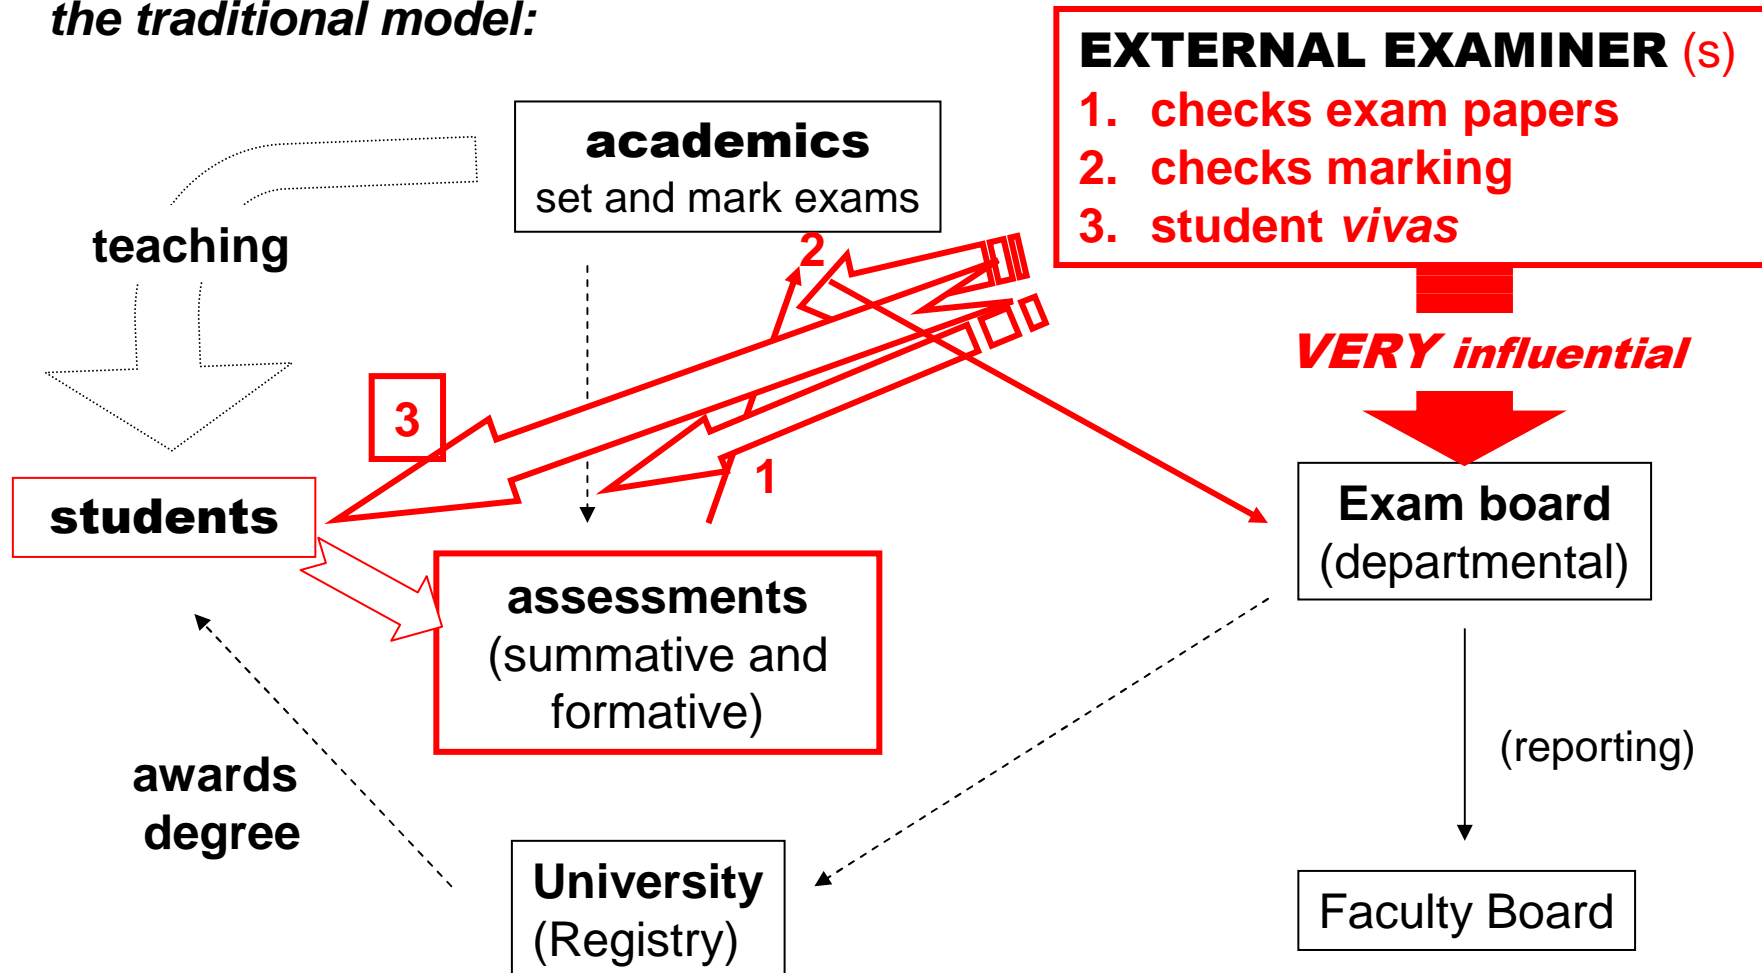 the traditional model:
EXTERNAL EXAMINER (s)
1. checks exam papers
2. checks marking
3. student vivas
academics
set and mark exams
teaching
2
VERY influential
3
1
students
Exam board
(departmental)
assessments
(summative and
formative)
(reporting)
awards
degree
University
(Registry)
Faculty Board